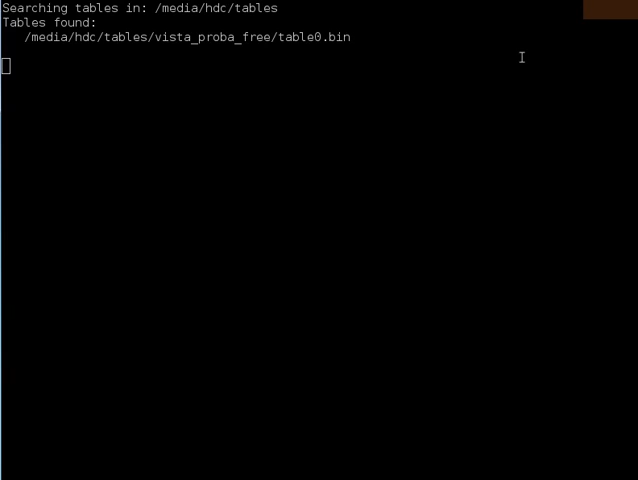 Searching tables in: /media/hdc/tables
Tables found:
/media/hdc/tables/vista_proba_free/table0.bin